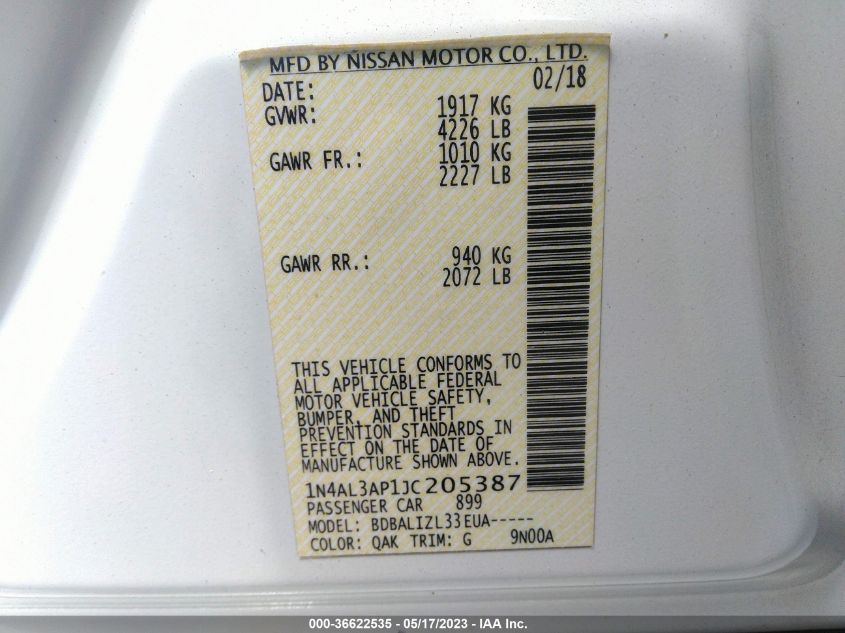 MFD BY NISSAN MOTOR CO., LTD.
DATE: 02/18
GVWR: 1917 KG
4226 LB
GAWR FR.: 1010 KG
2227 LB
GAWR RR.: 940 KG
2072 LB
THIS VEHICLE CONFORMS TO
ALL APPLICABLE FEDERAL
MOTOR VEHICLE SAFETY,
BUMPER, AND THEFT
PREVENTION STANDARDS IN
EFFECT ON THE DATE OF
MANUFACTURE SHOWN ABOVE.
1N4AL3AP1JC205387
PASSENGER CAR 899
MODEL: BDBALIZL33EUA-----
COLOR: QAK TRIM: G 9N00A
000-36622535 - 05/17/2023 - IAA Inc.